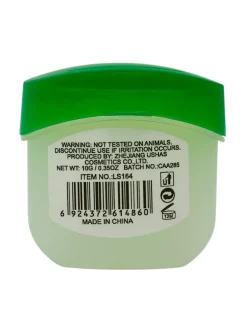 WARNING: NOT TESTED ON ANIMALS.
DISCONTINUE USE IF IRRITATION OCCURS.
PRODUCED BY: ZHEJIANG USHAS
COSMETICS CO.,LTD.
NET WT: 10G / 0.35OZ BATCH NO.:CAA285
ITEM NO.:LS164
6 924372 614860
MADE IN CHINA